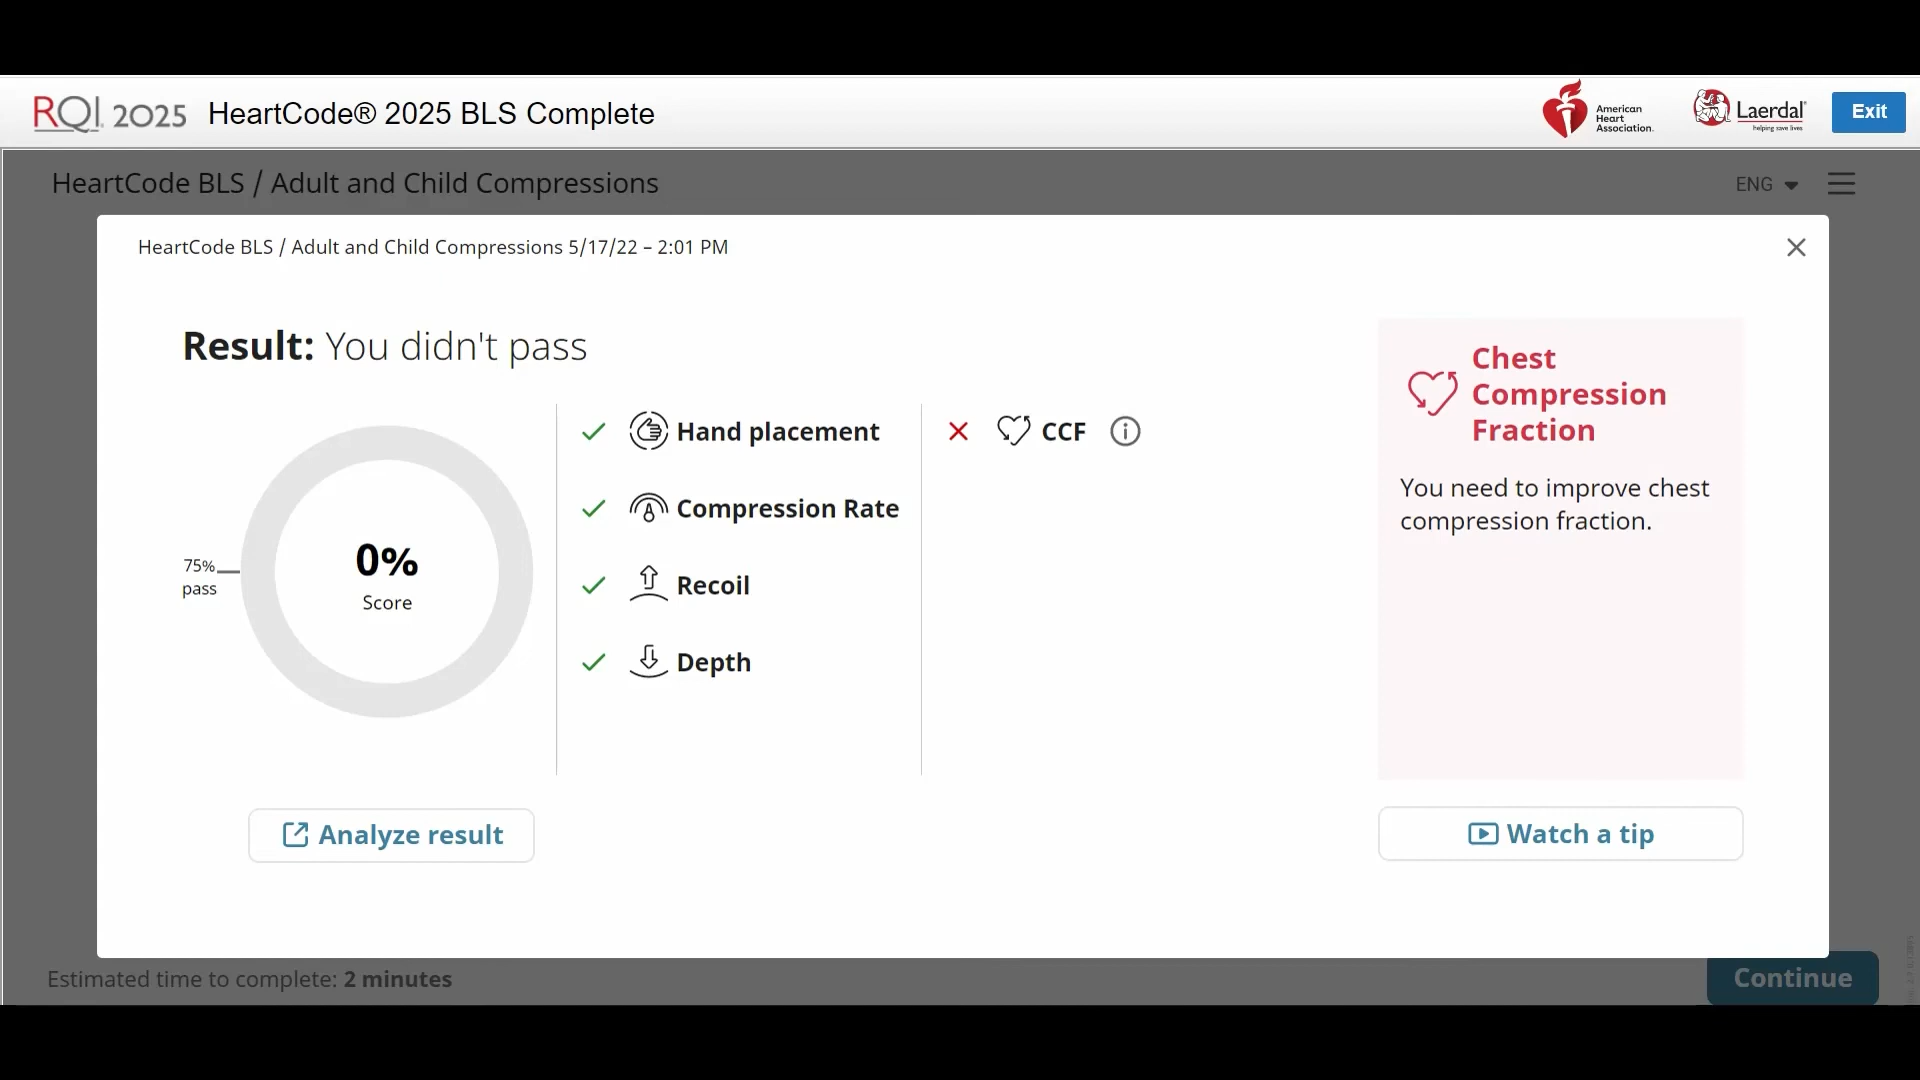 RQI 2025 HeartCode® 2025 BLS Complete
American
Heart
Association.
Laerdal
helping save lives
Exit
HeartCode BLS / Adult and Child Compressions
ENG
HeartCode BLS / Adult and Child Compressions 5/17/22 – 2:01 PM
Result: You didn't pass
75%
pass
0%
Score
Hand placement
Compression Rate
Recoil
Depth
CCF
Chest
Compression
Fraction
You need to improve chest
compression fraction.
Analyze result
Watch a tip
Estimated time to complete: 2 minutes
Continue